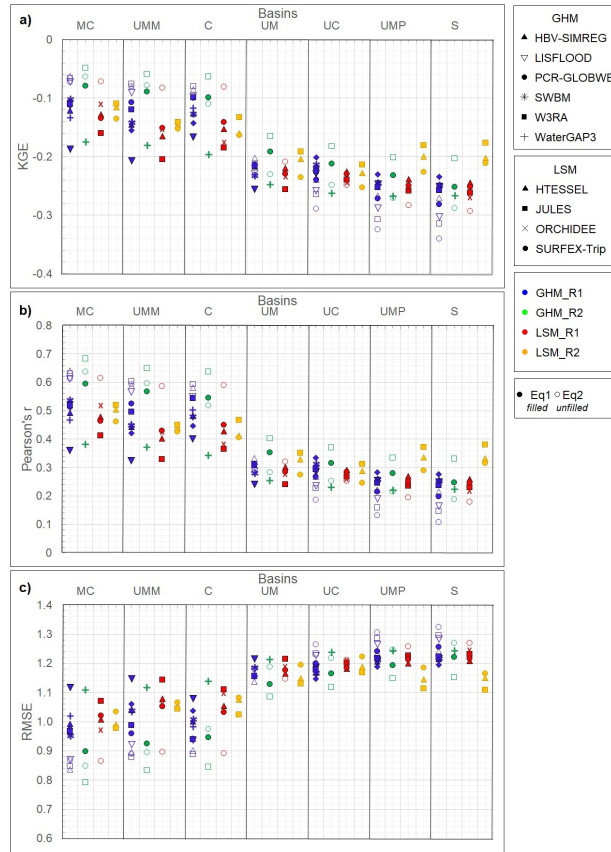 a)
Basins
MC UMM C UM UC UMP S
0
-0.1
-0.2
-0.3
-0.4
KGE
b)
Basins
MC UMM C UM UC UMP S
0.8
0.7
0.6
0.5
0.4
0.3
0.2
0.1
0
Pearson's r
c)
Basins
MC UMM C UM UC UMP S
1.4
1.3
1.2
1.1
1.0
0.9
0.8
0.7
0.6
RMSE
GHM
HBV-SIMREG
LISFLOOD
PCR-GLOBWB
SWBM
W3RA
WaterGAP3
LSM
HTESSEL
JULES
ORCHIDEE
SURFEX-Trip
GHM_R1
GHM_R2
LSM_R1
LSM_R2
Eq1 Eq2
filled unfilled